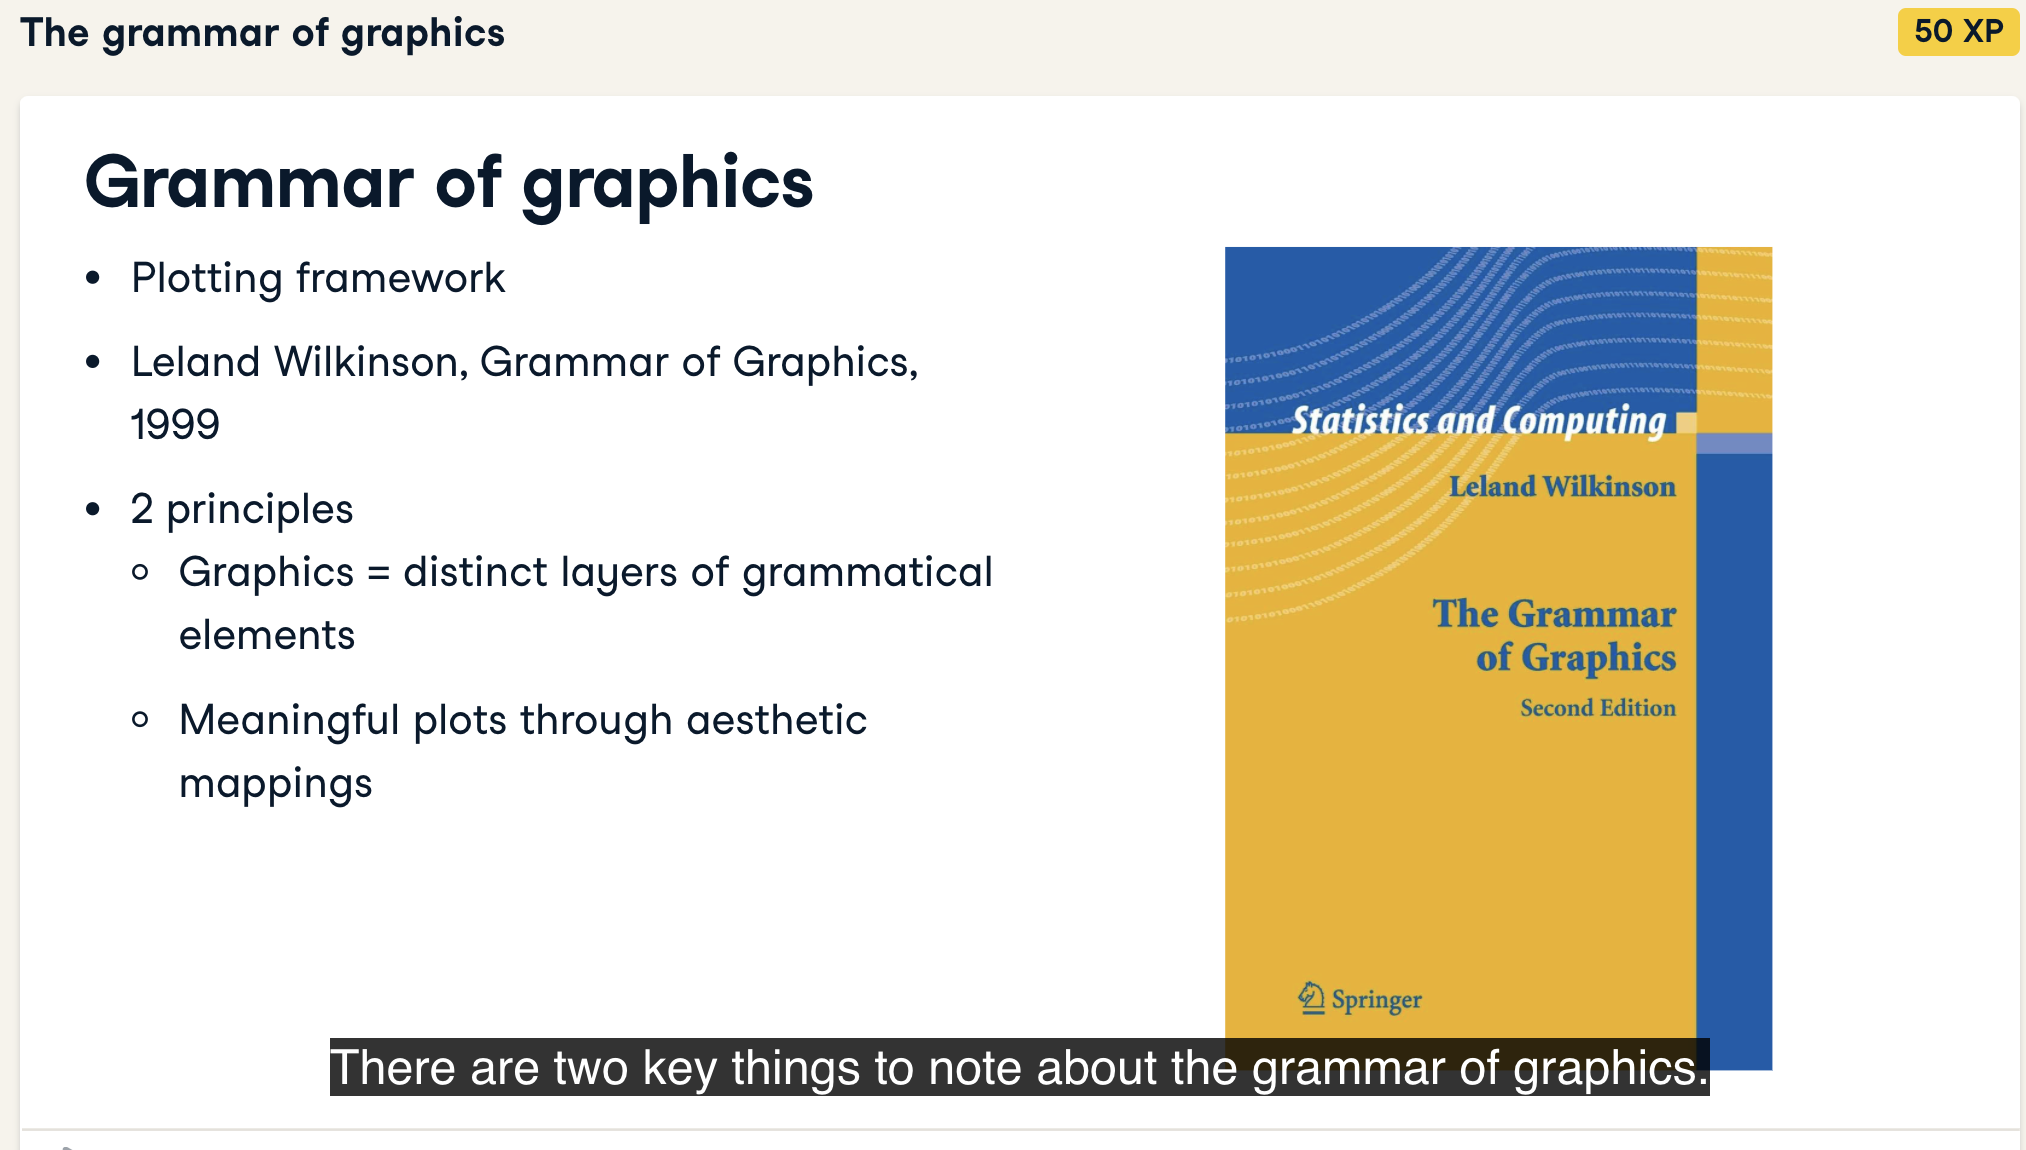 The grammar of graphics
50 XP
Grammar of graphics
• Plotting framework
• Leland Wilkinson, Grammar of Graphics,
1999
• 2 principles
○ Graphics = distinct layers of grammatical
elements
○ Meaningful plots through aesthetic
mappings
Statistics and Computing
Leland Wilkinson
The Grammar
of Graphics
Second Edition
Springer
There are two key things to note about the grammar of graphics.